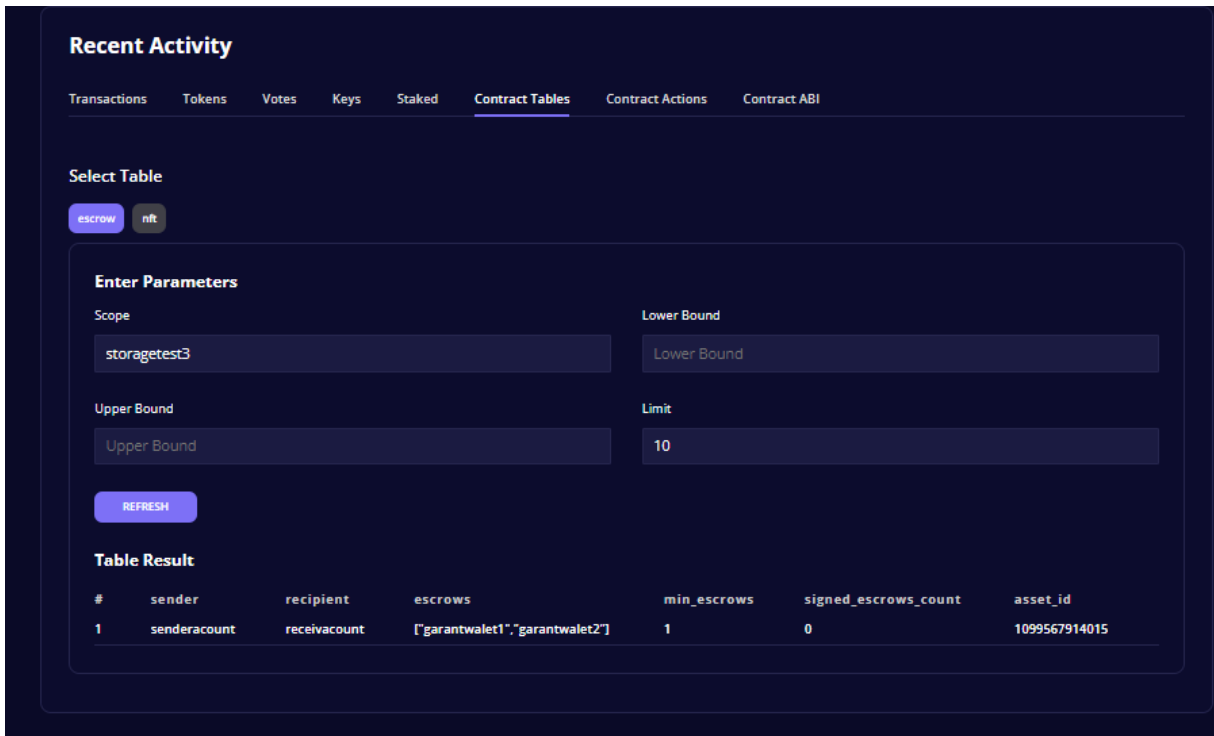 Recent Activity
Transactions Tokens Votes Keys Staked Contract Tables Contract Actions Contract ABI
Select Table
escrow nft
Enter Parameters
Scope Lower Bound
storagetest3 Lower Bound
Upper Bound Limit
Upper Bound 10
REFRESH
Table Result
# sender recipient escrows min_escrows signed_escrows_count asset_id
1 senderacount receivacount ["garantwalet1","garantwalet2"] 1 0 1099567914015